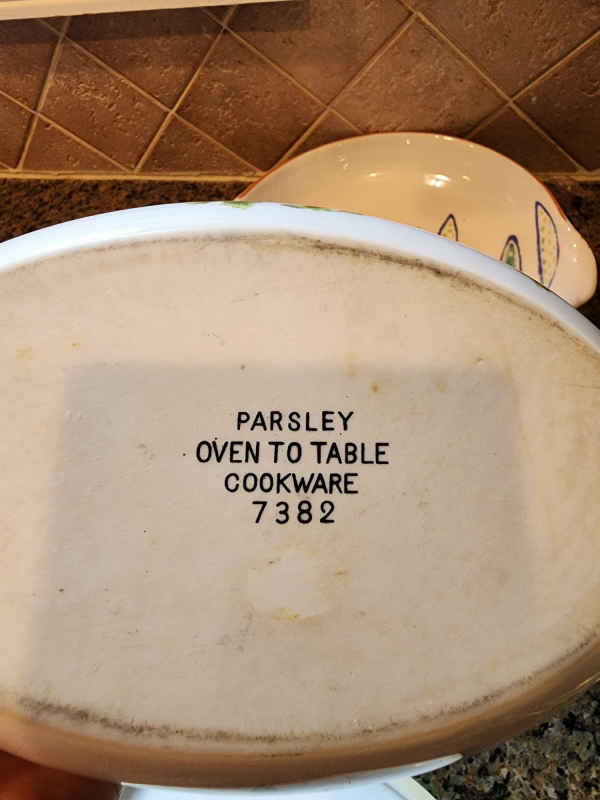 PARSLEY
OVEN TO TABLE
COOKWARE
7382